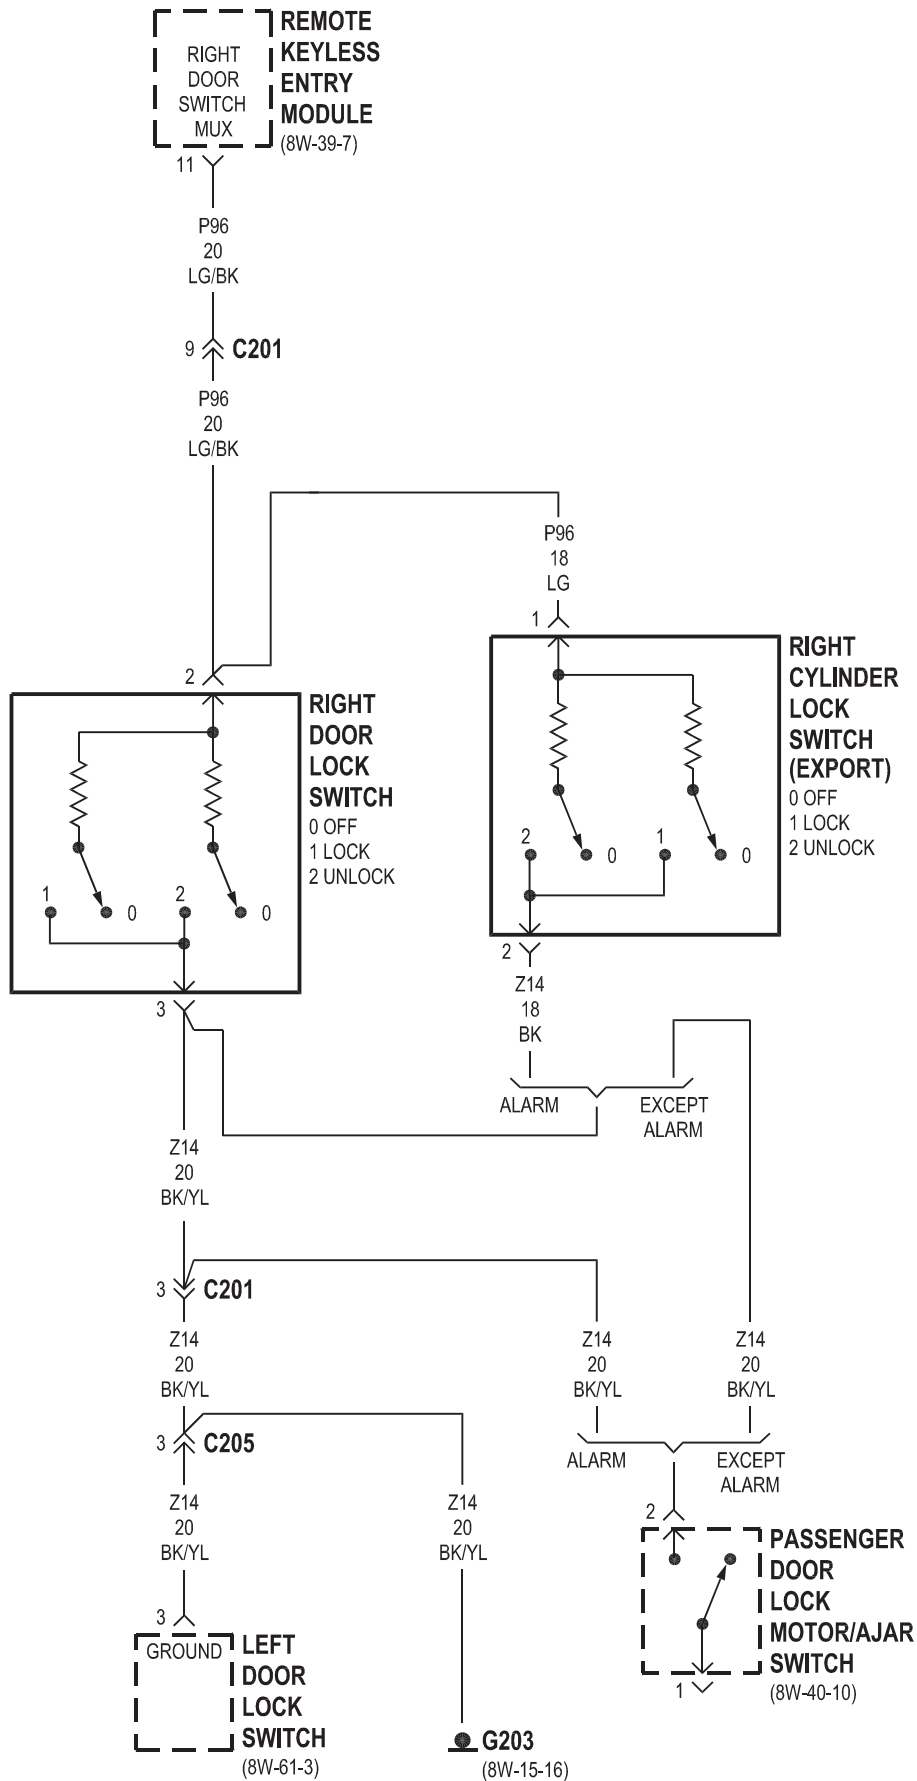 RIGHT
DOOR
SWITCH
MUX
REMOTE
KEYLESS
ENTRY
MODULE
(8W-39-7)
11
P96
20
LG/BK
9
C201
P96
20
LG/BK
P96
18
LG
1
2
RIGHT
DOOR
LOCK
SWITCH
0 OFF
1 LOCK
2 UNLOCK
1
0
2
0
RIGHT
CYLINDER
LOCK
SWITCH
(EXPORT)
0 OFF
1 LOCK
2 UNLOCK
2
0
1
0
2
Z14
18
BK
3
ALARM
EXCEPT
ALARM
Z14
20
BK/YL
3
C201
Z14
20
BK/YL
Z14
20
BK/YL
Z14
20
BK/YL
3
C205
ALARM
EXCEPT
ALARM
Z14
20
BK/YL
Z14
20
BK/YL
2
PASSENGER
DOOR
LOCK
MOTOR/AJAR
SWITCH
(8W-40-10)
1
3
GROUND
LEFT
DOOR
LOCK
SWITCH
(8W-61-3)
G203
(8W-15-16)